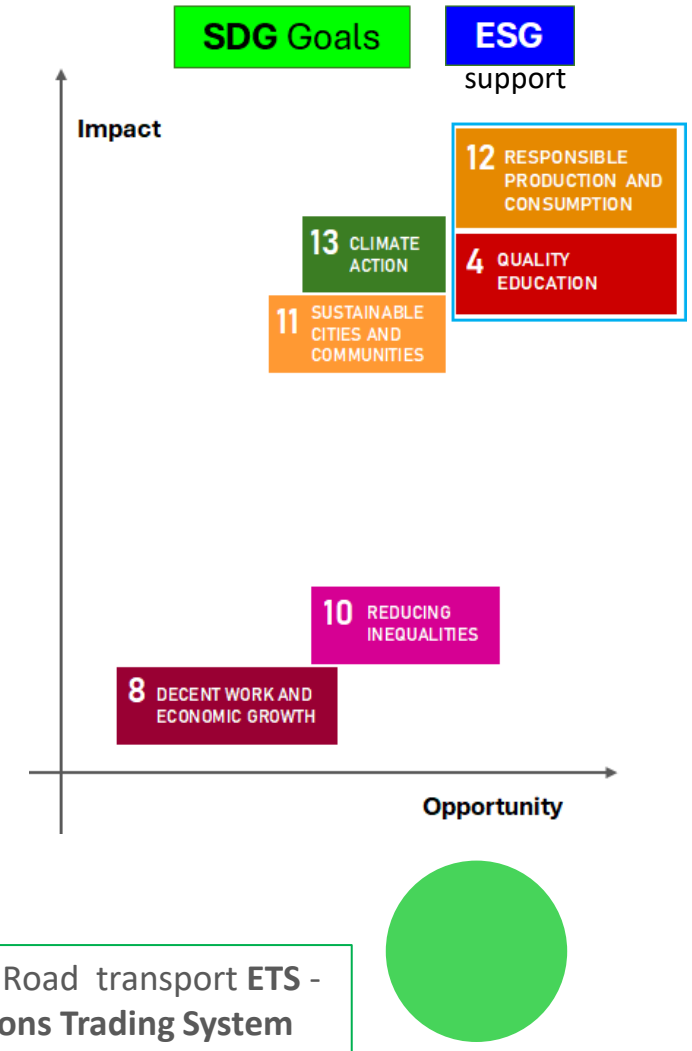 SDG Goals
ESG
support
Impact
12 RESPONSIBLE
PRODUCTION AND
CONSUMPTION
13 CLIMATE
ACTION
4 QUALITY
EDUCATION
11 SUSTAINABLE
CITIES AND
COMMUNITIES
10 REDUCING
INEQUALITIES
8 DECENT WORK AND
ECONOMIC GROWTH
Opportunity
Road transport ETS -
ons Trading System